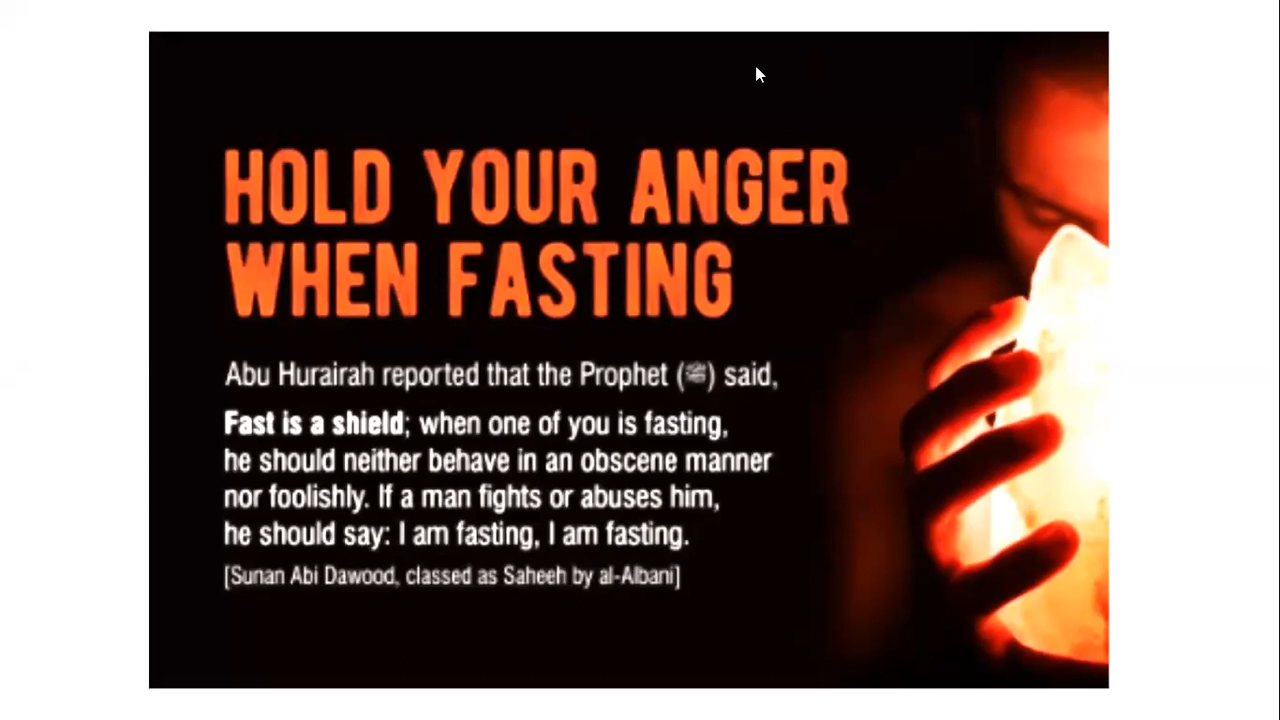 HOLD YOUR ANGER
WHEN FASTING
Abu Hurairah reported that the Prophet (ﷺ) said,
Fast is a shield; when one of you is fasting,
he should neither behave in an obscene manner
nor foolishly. If a man fights or abuses him,
he should say: I am fasting, I am fasting.
[Sunan Abi Dawood, classed as Saheeh by al-Albani]